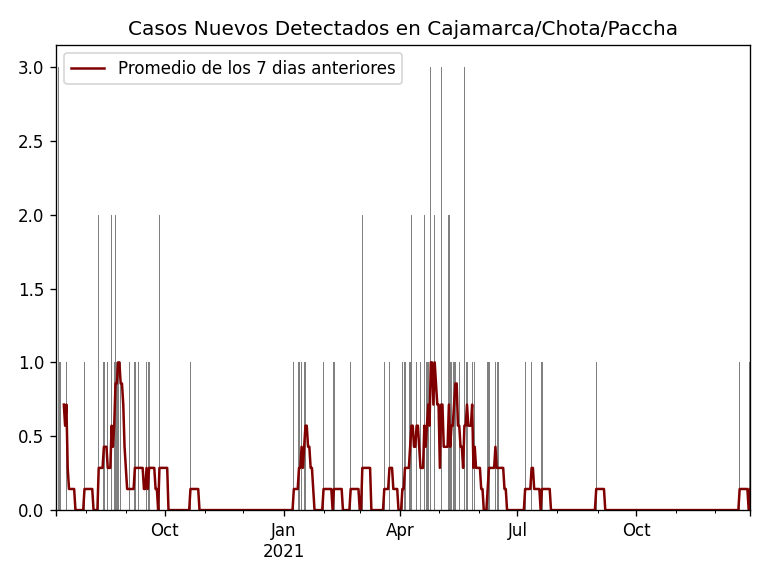 Casos Nuevos Detectados en Cajamarca/Chota/Paccha
Promedio de los 7 dias anteriores
3.0
2.5
2.0
1.5
1.0
0.5
0.0
Oct
Jan
2021
Apr
Jul
Oct